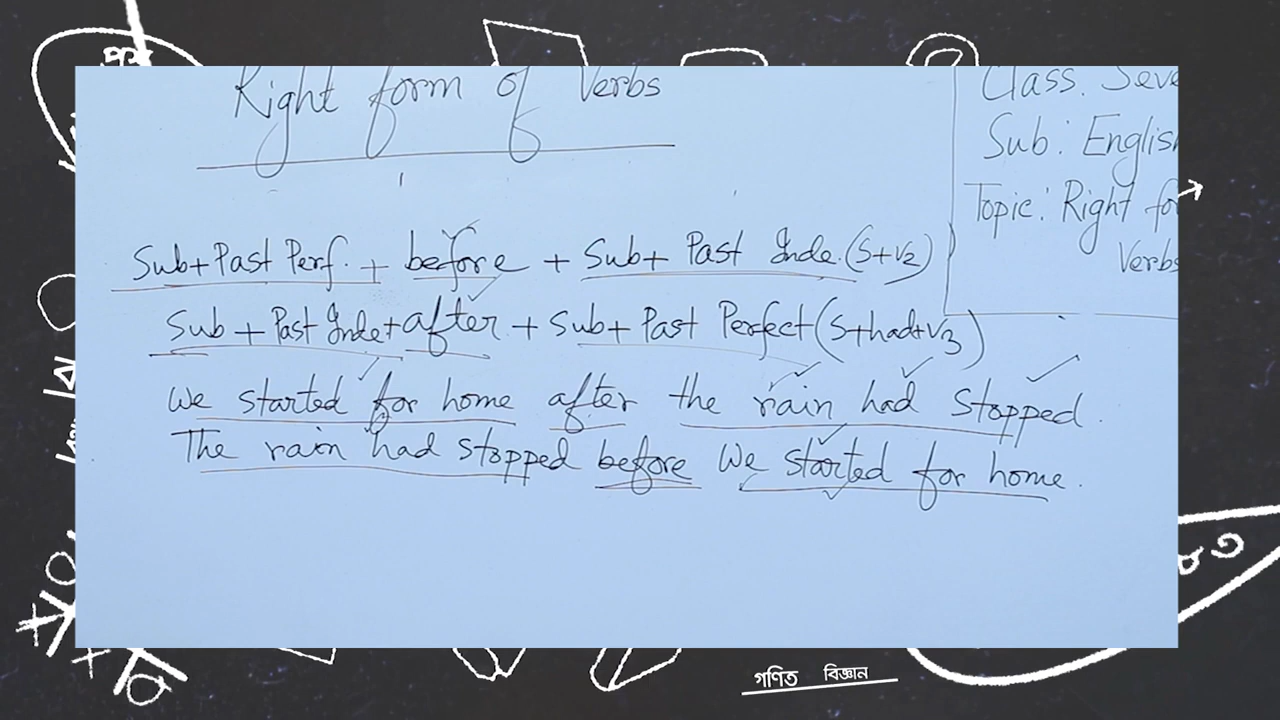 Right form of Verbs
Class. Seve
Sub: English
Topic: Right fo
Verbs
Sub+Past Perf. + before + Sub+ Past Inde.(S+V2)
Sub + Past Inde+after + Sub+ Past Perfect(S+had+V3)
We started for home after the rain had stopped.
The rain had stopped before We started for home.
গণিত বিজ্ঞান